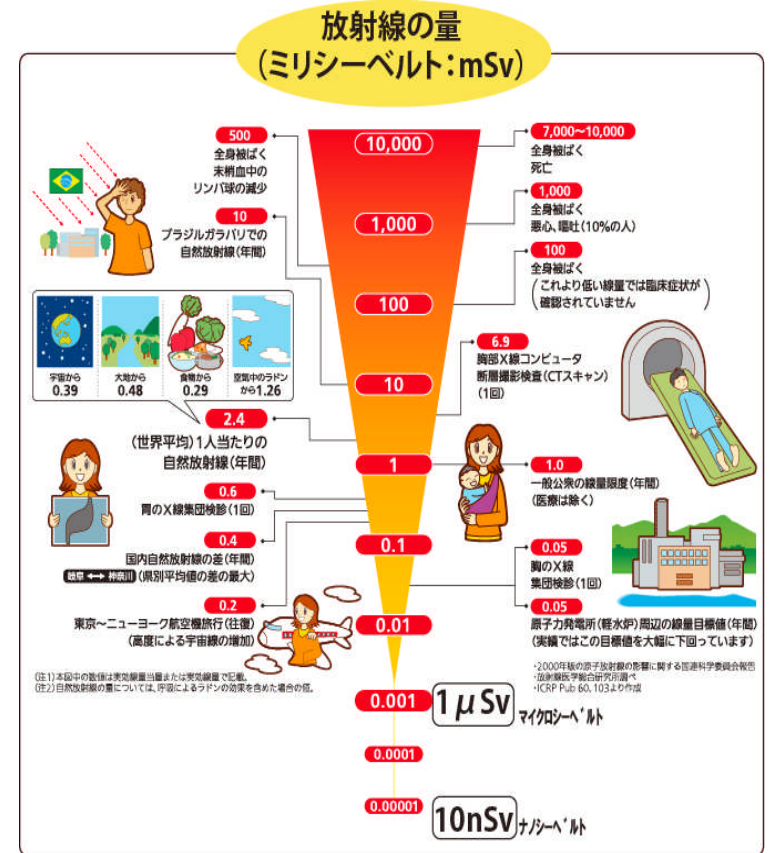 放射線の量
(ミリシーベルト：mSv)
500
全身被ばく
末梢血中の
リンパ球の減少
10
ブラジルガラパリでの
自然放射線(年間)
宇宙から
0.39
大地から
0.48
食物から
0.29
空気中のラドン
から1.26
2.4
(世界平均)1人当たりの
自然放射線(年間)
0.6
胃のX線集団検診(1回)
0.4
国内自然放射線の差(年間)
岐阜 ⟷ 神奈川 (県別平均値の差の最大)
0.2
東京〜ニューヨーク航空機旅行(往復)
(高度による宇宙線の増加)
(注1)本図中の数値は実効線量当量または実効線量で記載。
(注2)自然放射線の量については、呼吸によるラドンの効果を含めた場合の値。
10,000
1,000
100
10
1
0.1
0.01
0.001
1μSv マイクロシーベルト
0.0001
0.00001
10nSv ナノシーベルト
7,000〜10,000
全身被ばく
死亡
1,000
全身被ばく
悪心、嘔吐(10%の人)
100
全身被ばく
(これより低い線量では臨床症状が
確認されていません)
6.9
胸部X線コンピュータ
断層撮影検査(CTスキャン)
(1回)
1.0
一般公衆の線量限度(年間)
(医療は除く)
0.05
胸のX線
集団検診(1回)
0.05
原子力発電所(軽水炉)周辺の線量目標値(年間)
(実績ではこの目標値を大幅に下回っています)
・2000年版の原子放射線の影響に関する国連科学委員会報告
・放射線医学総合研究所調べ
・ICRP Pub 60, 103より作成